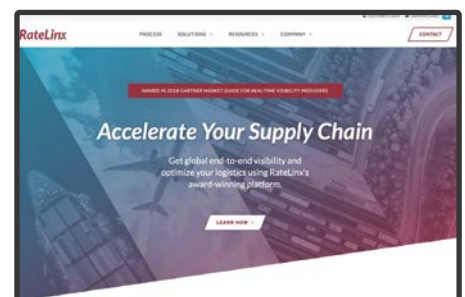 RateLinx
PROCESS SOLUTIONS RESOURCES COMPANY
CONTACT
NAMED IN 2018 GARTNER MARKET GUIDE FOR REAL-TIME VISIBILITY PROVIDERS
Accelerate Your Supply Chain
Get global end-to-end visibility and
optimize your logistics using RateLinx's
award-winning platform.
LEARN HOW